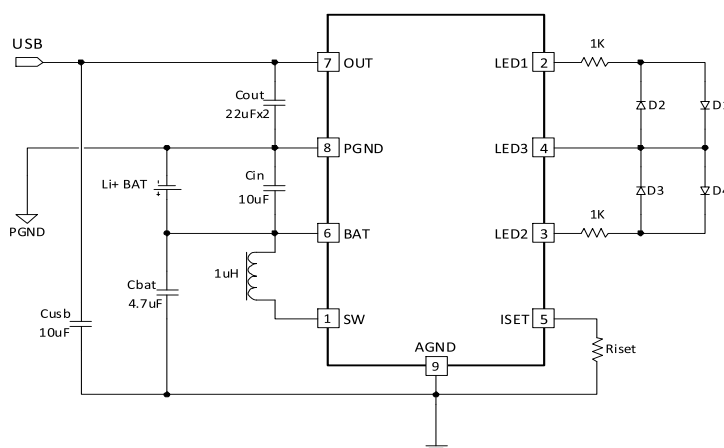 USB
1K
7 OUT
LED1 2
Cout
22uFx2
D2
8 PGND
LED3 4
Li+ BAT
Cin
10uF
D3
PGND
1K
6 BAT
LED2 3
1uH
Cbat
4.7uF
Cusb
10uF
1 SW
ISET 5
AGND
9
Riset